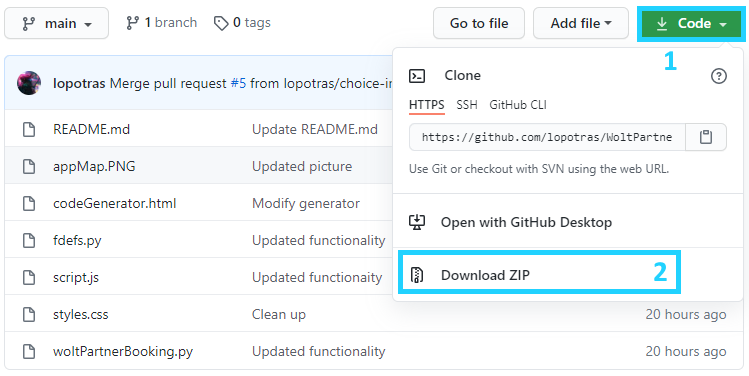 main 1 branch 0 tags Go to file Add file Code
1
lopotras Merge pull request #5 from lopotras/choice-in
Clone
HTTPS SSH GitHub CLI
https://github.com/lopotras/WoltPartne
Use Git or checkout with SVN using the web URL.
Open with GitHub Desktop
Download ZIP 2
README.md Update README.md
appMap.PNG Updated picture
codeGenerator.html Modify generator
fdefs.py Updated functionality
script.js Updated functionaity
styles.css Clean up 20 hours ago
woltPartnerBooking.py Updated functionality 20 hours ago